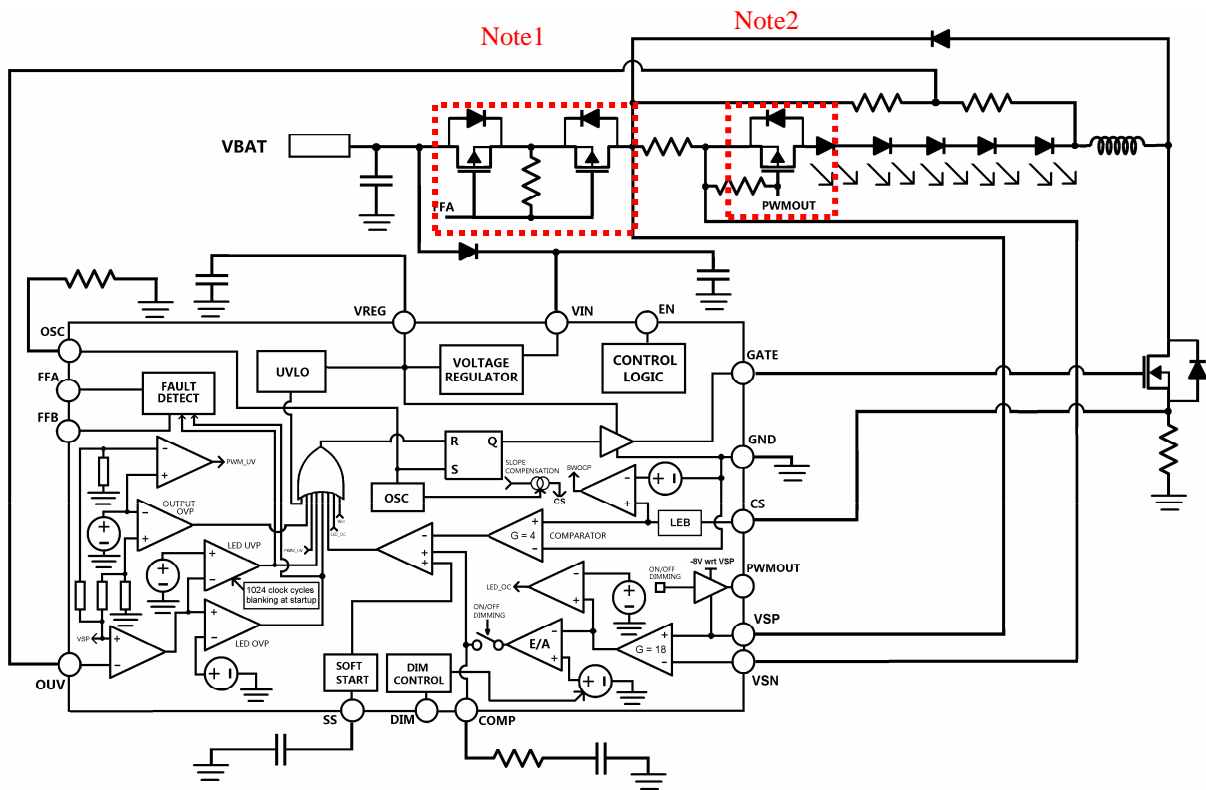 Note1
Note2
VBAT
FFA
PWMOUT
OSC
VREG
VIN
EN
GATE
FFA
FFB
FAULT
DETECT
UVLO
VOLTAGE
REGULATOR
CONTROL
LOGIC
R
Q
S
GND
- PWM_UV
+
OSC
SLOPE
COMPENSATION
CS
SWOCP
-
+
+ -
OUTPUT
OVP
-
+
+
-
LED_OC
PWM_UV
LED UVP
+
-
1024 clock cycles
blanking at startup
-
+
+
+
-
G = 4
COMPARATOR
LEB
CS
-8V wrt VSP
ON/OFF
DIMMING
PWMOUT
LED_OC
-
+
+
-
VSP
+
-
+
-
LED OVP
ON/OFF
DIMMING
E/A
-
+
G = 18
+
-
VSP
VSN
OUV
+ -
SOFT
START
DIM
CONTROL
+ -
SS
DIM
COMP